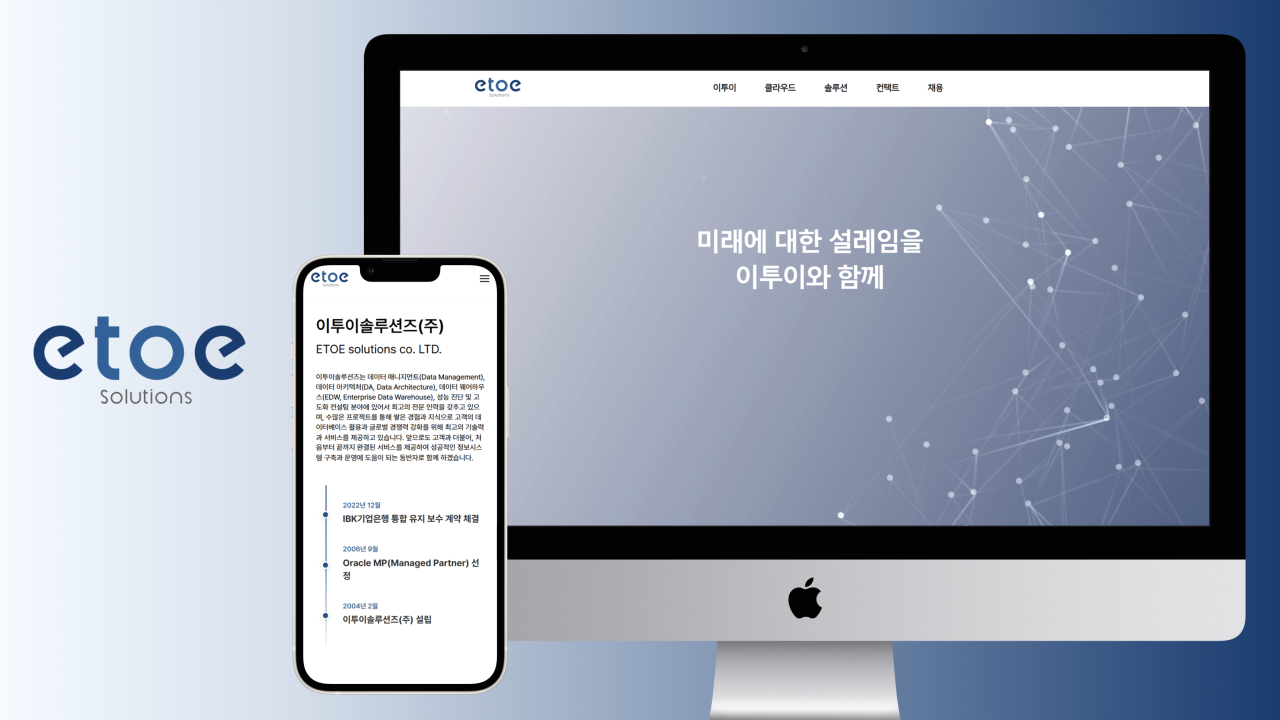 etoe
Solutions
etoe
Solutions
이투이 클라우드 솔루션 컨택트 채용
미래에 대한 설레임을
이투이와 함께
etoe
Solutions
이투이솔루션즈(주)
ETOE solutions co. LTD.
이투이솔루션즈는 데이터 매니지먼트(Data Management),
데이터 아키텍처(DA, Data Architecture), 데이터 웨어하우
스(EDW, Enterprise Data Warehouse), 성능 진단 및 고
도화 컨설팅 분야에 있어서 최고의 전문 인력을 갖추고 있으
며, 수많은 프로젝트를 통해 쌓은 경험과 지식으로 고객의 데
이터베이스 활용과 글로벌 경쟁력 강화를 위해 최고의 기술력
과 서비스를 제공하고 있습니다. 앞으로도 고객과 더불어, 처
음부터 끝까지 완결된 서비스를 제공하여 성공적인 정보시스
템 구축과 운영에 도움이 되는 동반자로 함께 하겠습니다.
2022년 12월
IBK기업은행 통합 유지 보수 계약 체결
2006년 9월
Oracle MP(Managed Partner) 선
정
2004년 2월
이투이솔루션즈(주) 설립